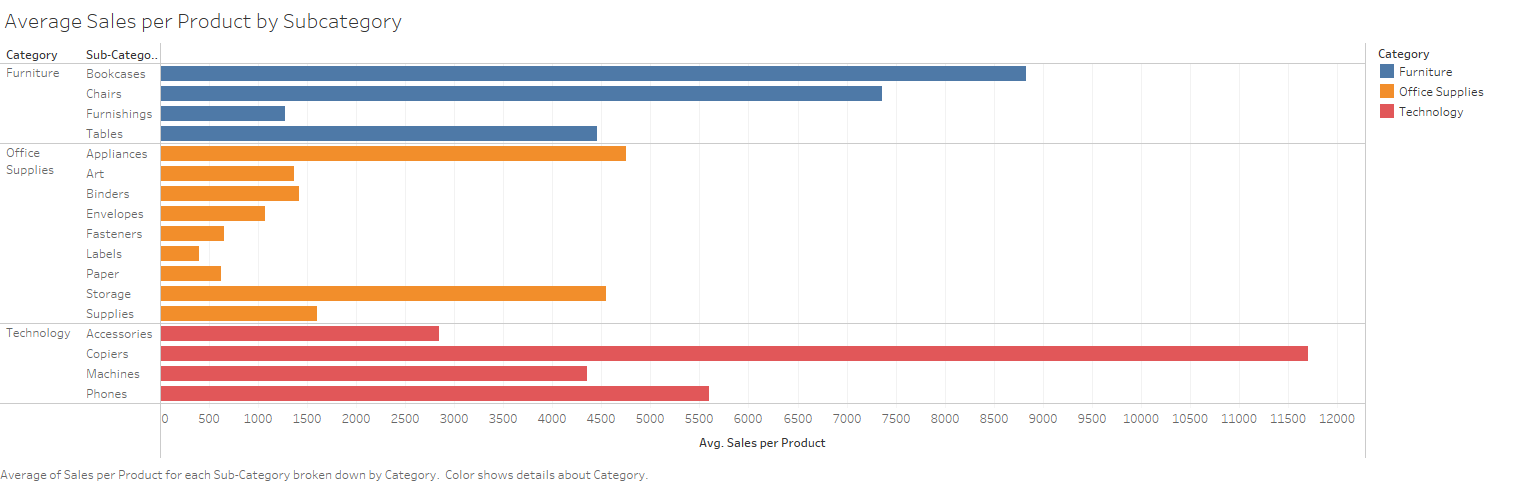 Average Sales per Product by Subcategory
Category Sub-Catego..
Furniture Bookcases
Chairs
Furnishings
Tables
Office Supplies Appliances
Art
Binders
Envelopes
Fasteners
Labels
Paper
Storage
Supplies
Technology Accessories
Copiers
Machines
Phones
0 500 1000 1500 2000 2500 3000 3500 4000 4500 5000 5500 6000 6500 7000 7500 8000 8500 9000 9500 10000 10500 11000 11500 12000
Avg. Sales per Product
Category
Furniture
Office Supplies
Technology
Average of Sales per Product for each Sub-Category broken down by Category.  Color shows details about Category.